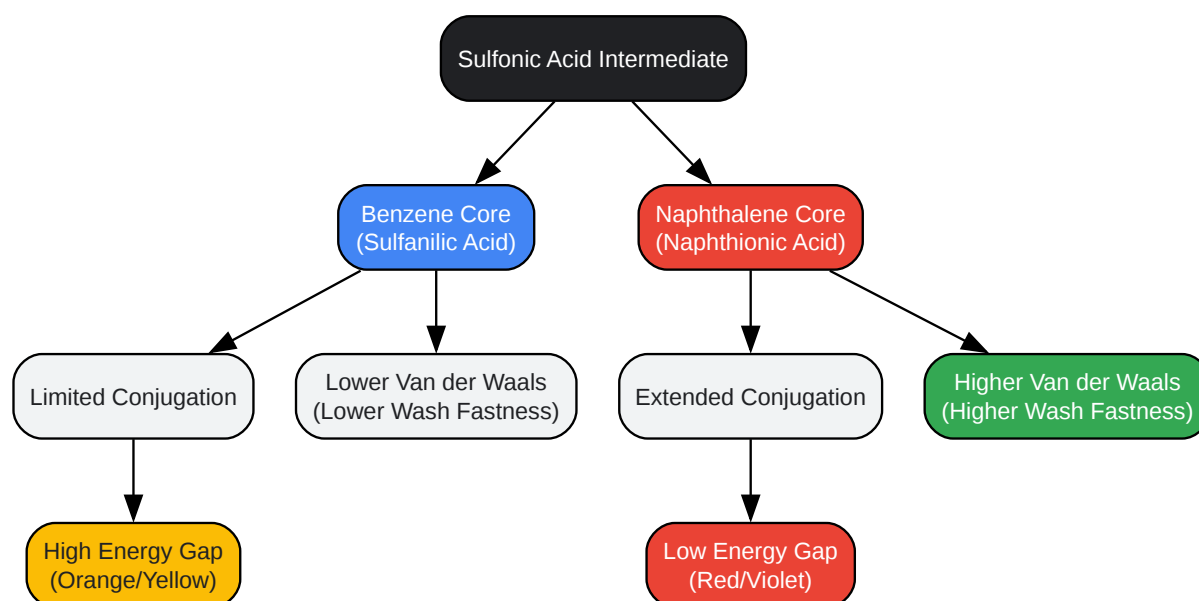 Sulfonic Acid Intermediate
Benzene Core
(Sulfanilic Acid)
Naphthalene Core
(Naphthionic Acid)
Limited Conjugation
Lower Van der Waals
(Lower Wash Fastness)
Extended Conjugation
Higher Van der Waals
(Higher Wash Fastness)
High Energy Gap
(Orange/Yellow)
Low Energy Gap
(Red/Violet)